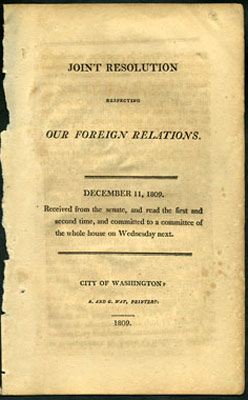 JOINT RESOLUTION
RESPECTING
OUR FOREIGN RELATIONS.
DECEMBER 11, 1809.
Received from the senate, and read the first and
second time, and committed to a committee of
the whole house on Wednesday next.
CITY OF WASHINGTON:
A. AND G. WAY, PRINTERS.
1809.